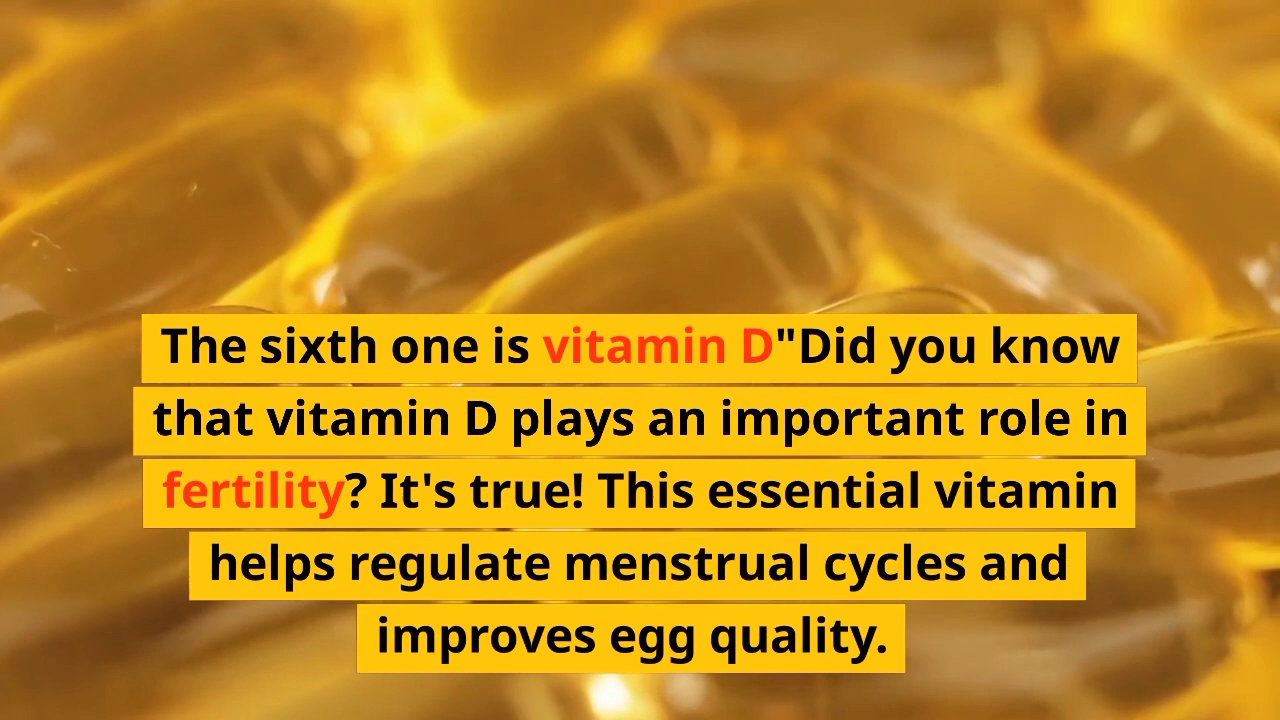 The sixth one is vitamin D"Did you know
that vitamin D plays an important role in
fertility? It's true! This essential vitamin
helps regulate menstrual cycles and
improves egg quality.